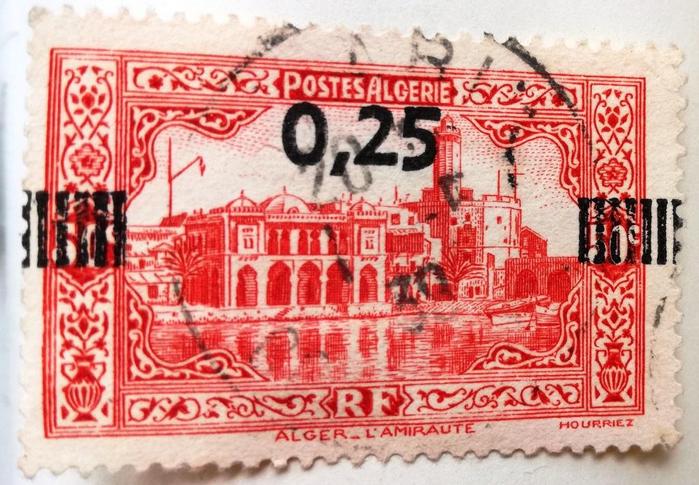 POSTES ALGERIE
0,25
RF
ALGER_L'AMIRAUTE
HOURRIEZ